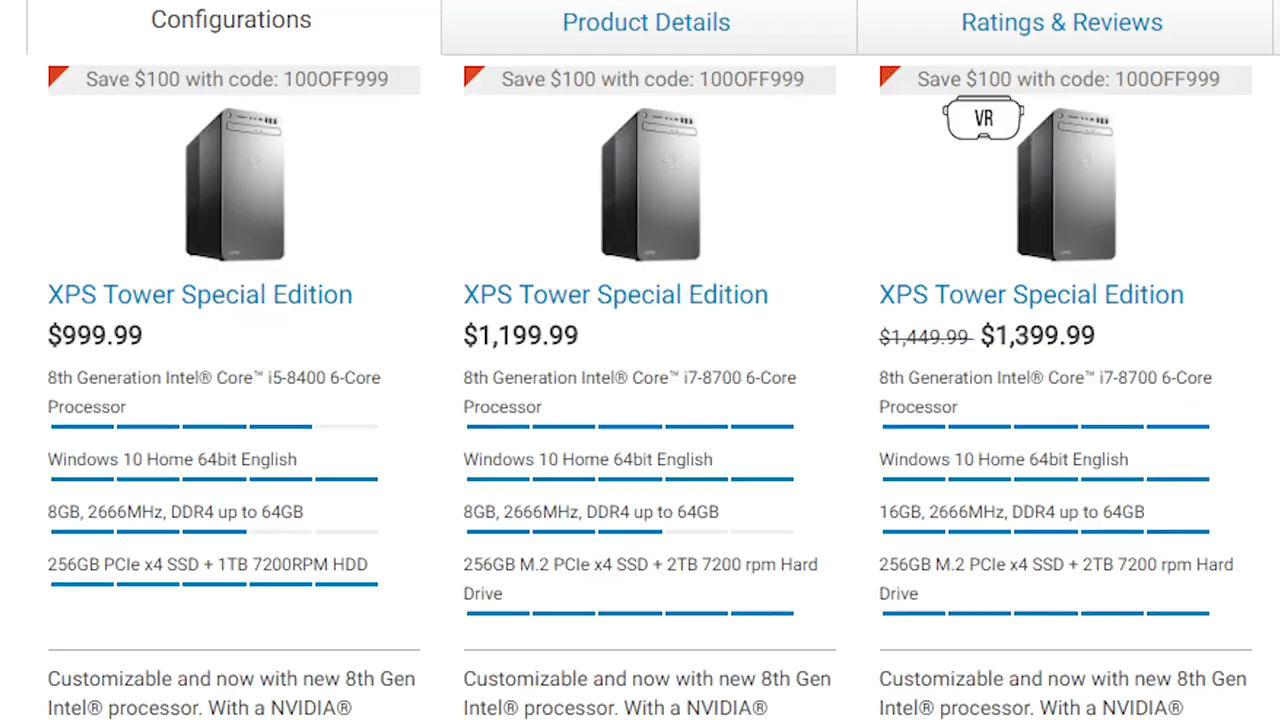 Configurations
Product Details
Ratings & Reviews
Save $100 with code: 100OFF999
XPS Tower Special Edition
$999.99
8th Generation Intel® Core™ i5-8400 6-Core
Processor
Windows 10 Home 64bit English
8GB, 2666MHz, DDR4 up to 64GB
256GB PCIe x4 SSD + 1TB 7200RPM HDD
Customizable and now with new 8th Gen
Intel® processor. With a NVIDIA®
Save $100 with code: 100OFF999
XPS Tower Special Edition
$1,199.99
8th Generation Intel® Core™ i7-8700 6-Core
Processor
Windows 10 Home 64bit English
8GB, 2666MHz, DDR4 up to 64GB
256GB M.2 PCIe x4 SSD + 2TB 7200 rpm Hard
Drive
Customizable and now with new 8th Gen
Intel® processor. With a NVIDIA®
Save $100 with code: 100OFF999
VR
XPS Tower Special Edition
$1,449.99 $1,399.99
8th Generation Intel® Core™ i7-8700 6-Core
Processor
Windows 10 Home 64bit English
16GB, 2666MHz, DDR4 up to 64GB
256GB M.2 PCIe x4 SSD + 2TB 7200 rpm Hard
Drive
Customizable and now with new 8th Gen
Intel® processor. With a NVIDIA®